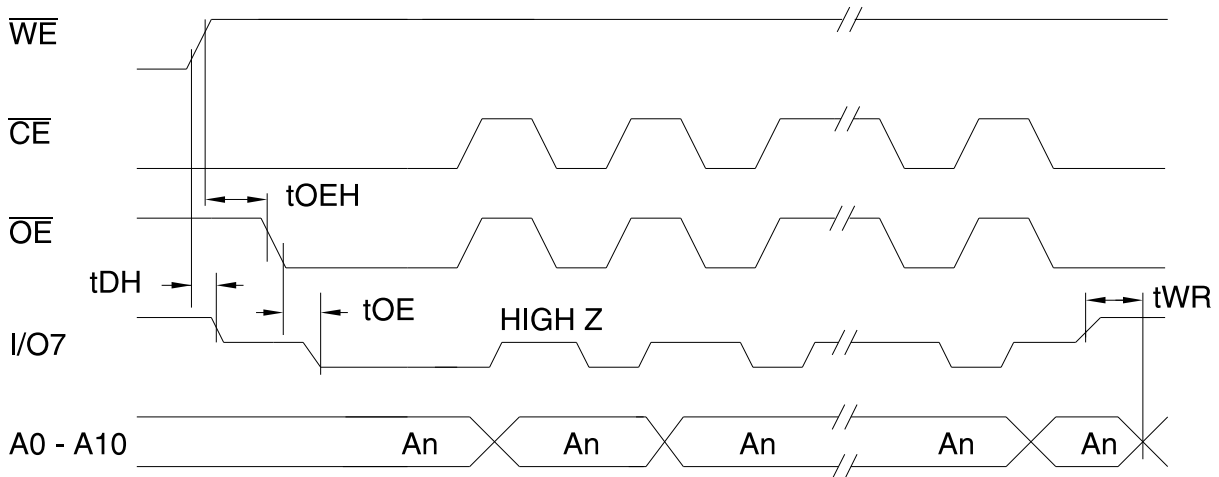 WE
CE
tOEH
OE
tDH
tOE
tWR
HIGH Z
I/O7
A0 - A10 An An An An An